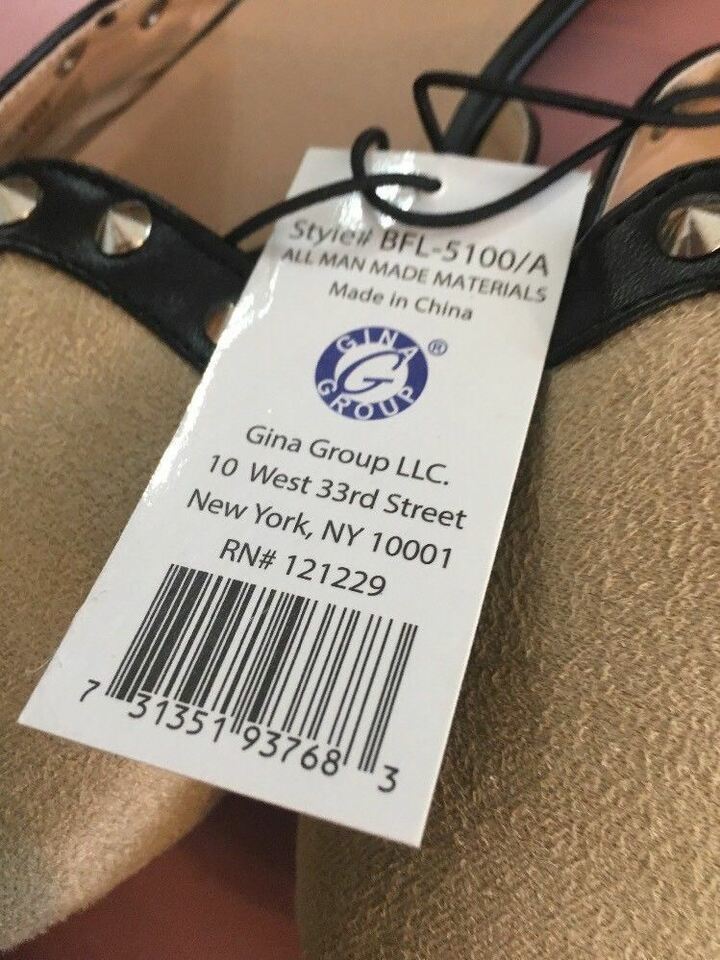 Style# BFL-5100/A
ALL MAN MADE MATERIALS
Made in China
GINA
G
GROUP
®
Gina Group LLC.
10 West 33rd Street
New York, NY 10001
RN# 121229
7 31351 93768 3